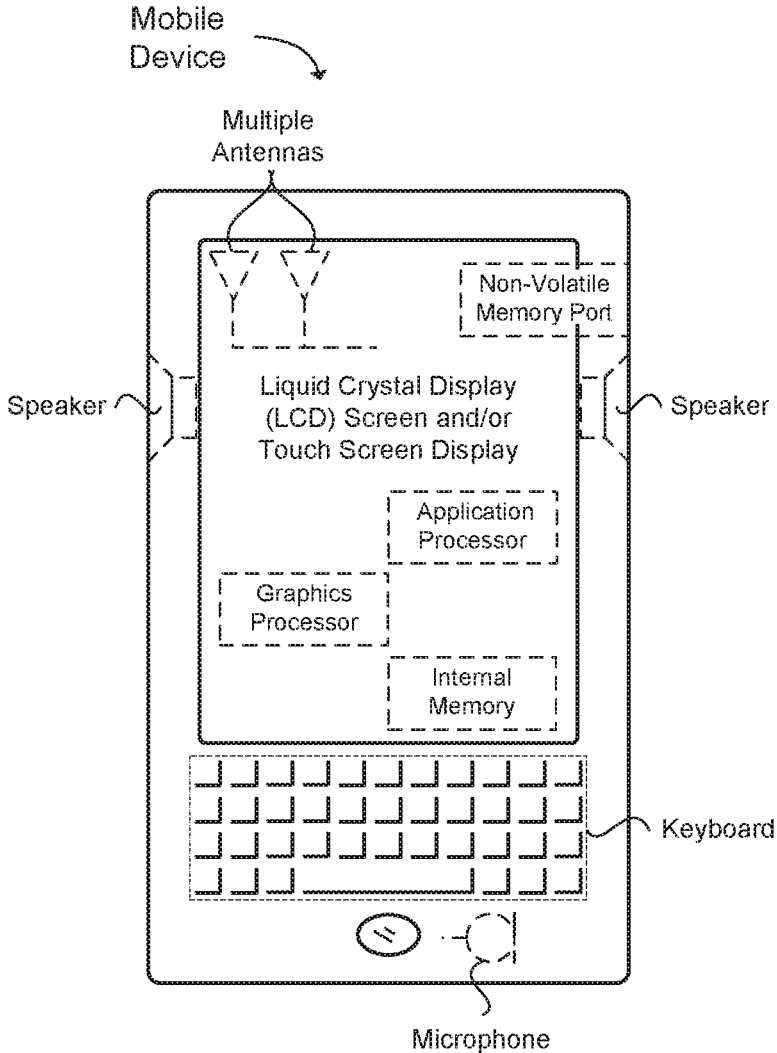 Mobile
Device
Multiple
Antennas
Non-Volatile
Memory Port
Speaker
Liquid Crystal Display
(LCD) Screen and/or
Touch Screen Display
Speaker
Application
Processor
Graphics
Processor
Internal
Memory
Keyboard
Microphone